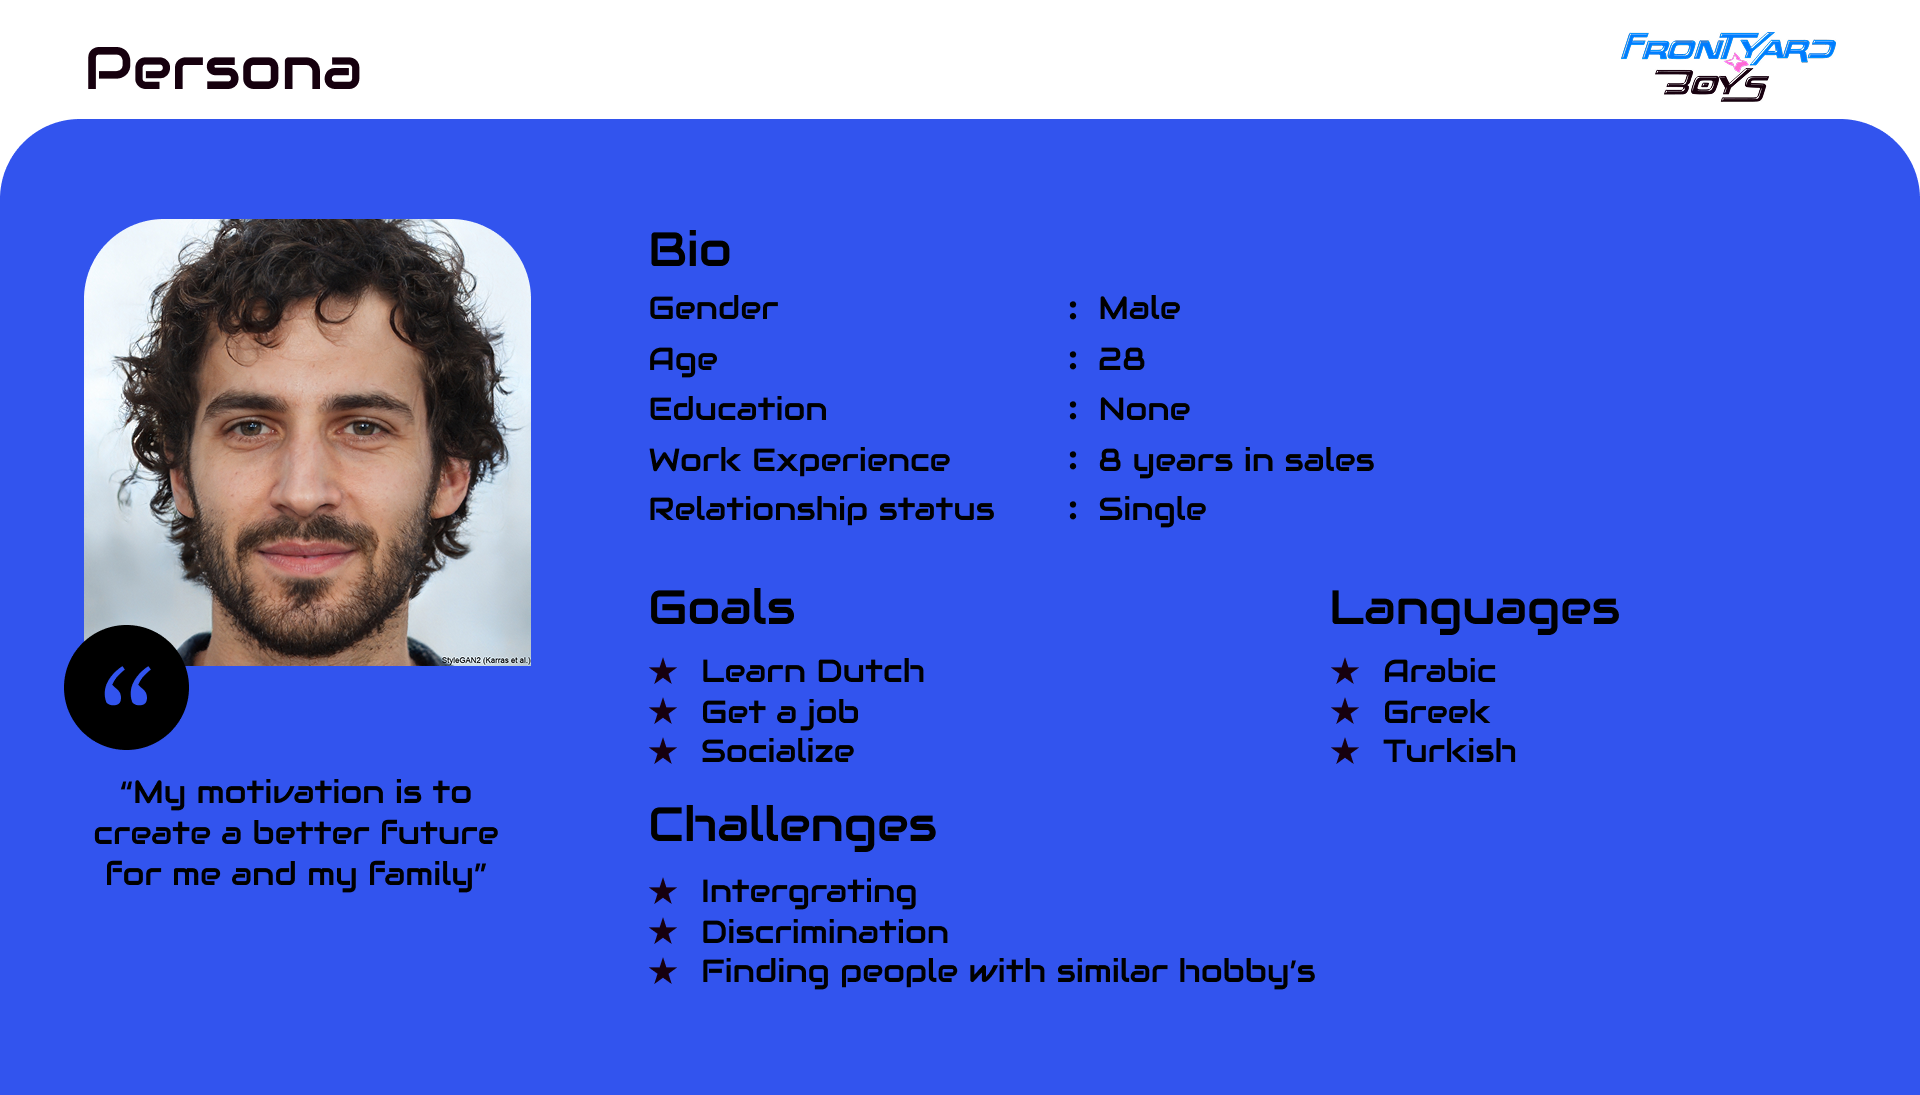 Persona
FRONTYARD
BOYS
Bio
Gender : Male
Age : 28
Education : None
Work Experience : 8 years in sales
Relationship status : Single
StyleGAN2 (Karras et al.)
“
“My motivation is to
create a better future
for me and my family”
Goals
★ Learn Dutch
★ Get a job
★ Socialize
Languages
★ Arabic
★ Greek
★ Turkish
Challenges
★ Intergrating
★ Discrimination
★ Finding people with similar hobby’s